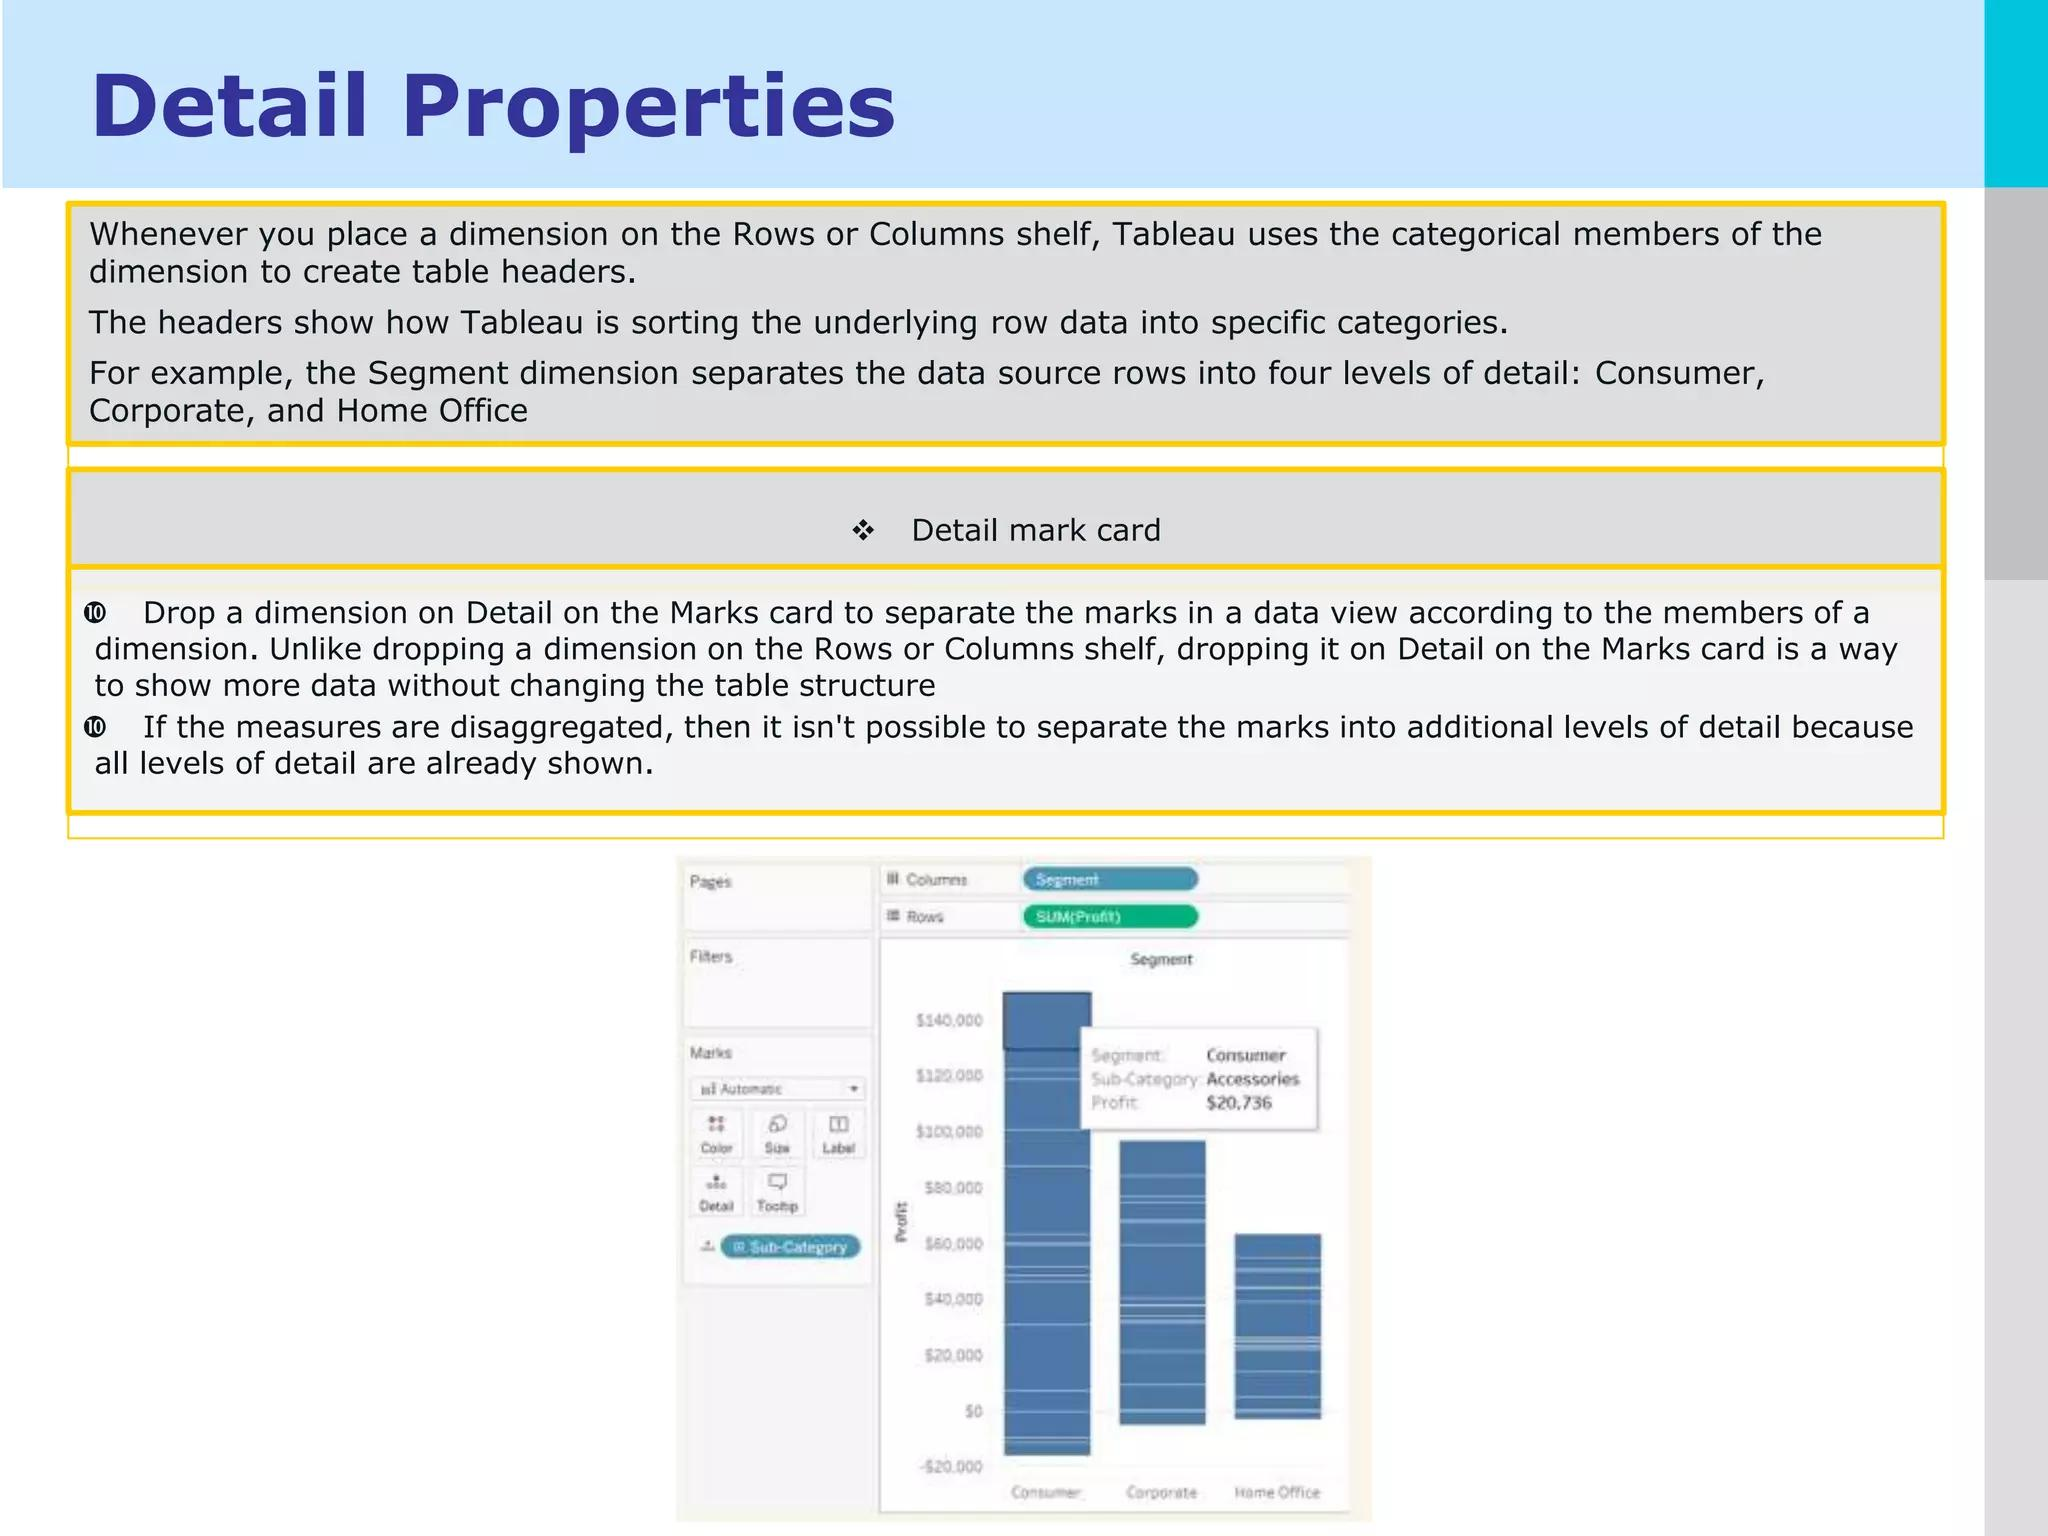 Detail Properties
Whenever you place a dimension on the Rows or Columns shelf, Tableau uses the categorical members of the
dimension to create table headers.
The headers show how Tableau is sorting the underlying row data into specific categories.
For example, the Segment dimension separates the data source rows into four levels of detail: Consumer,
Corporate, and Home Office
❖ Detail mark card
❿ Drop a dimension on Detail on the Marks card to separate the marks in a data view according to the members of a
dimension. Unlike dropping a dimension on the Rows or Columns shelf, dropping it on Detail on the Marks card is a way
to show more data without changing the table structure
❿ If the measures are disaggregated, then it isn't possible to separate the marks into additional levels of detail because
all levels of detail are already shown.
Pages
Columns Segment
Rows SUM(Profit)
Filters
Segment
Marks
Automatic
Color Size Label
Detail Tooltip
Sub-Category
Profit
$140,000
$120,000
$100,000
$80,000
$60,000
$40,000
$20,000
$0
-$20,000
Segment: Consumer
Sub-Category: Accessories
Profit: $20,736
Consumer Corporate Home Office